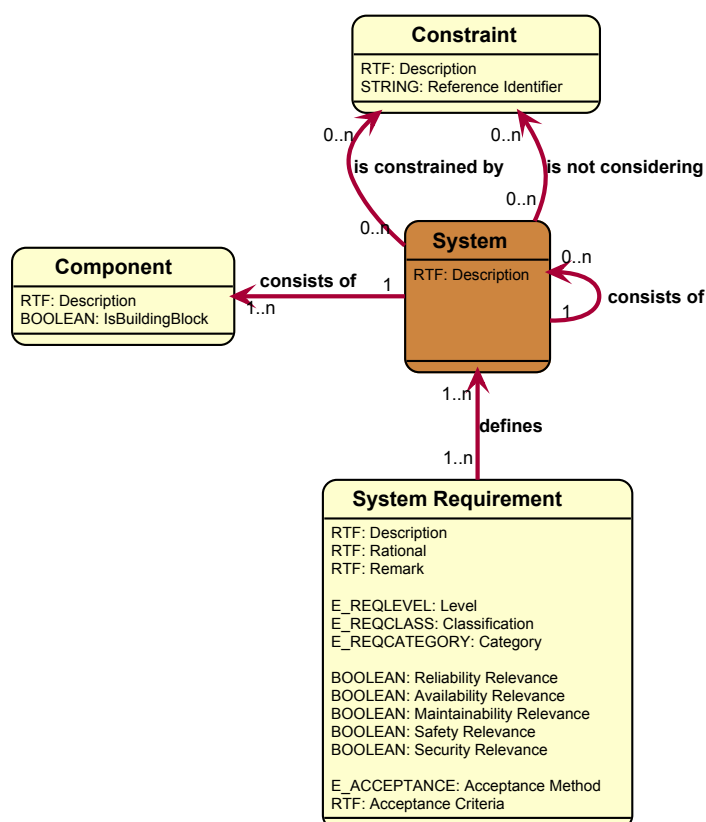 Constraint
RTF: Description
STRING: Reference Identifier
0..n
0..n
is constrained by
is not considering
0..n
0..n
System
RTF: Description
Component
RTF: Description
BOOLEAN: IsBuildingBlock
consists of
1
1..n
0..n
1
consists of
1..n
defines
1..n
System Requirement
RTF: Description
RTF: Rational
RTF: Remark
E_REQLEVEL: Level
E_REQCLASS: Classification
E_REQCATEGORY: Category
BOOLEAN: Reliability Relevance
BOOLEAN: Availability Relevance
BOOLEAN: Maintainability Relevance
BOOLEAN: Safety Relevance
BOOLEAN: Security Relevance
E_ACCEPTANCE: Acceptance Method
RTF: Acceptance Criteria